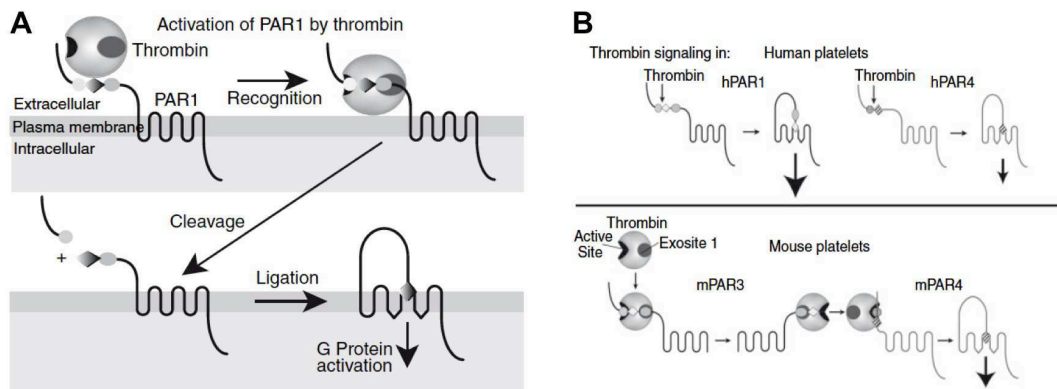 A
Activation of PAR1 by thrombin
Thrombin
Recognition
Extracellular
PAR1
Plasma membrane
Intracellular
Cleavage
+
Ligation
G Protein
activation
B
Thrombin signaling in: Human platelets
Thrombin hPAR1 Thrombin hPAR4
Thrombin
Active
Site
Exosite 1
Mouse platelets
mPAR3 mPAR4